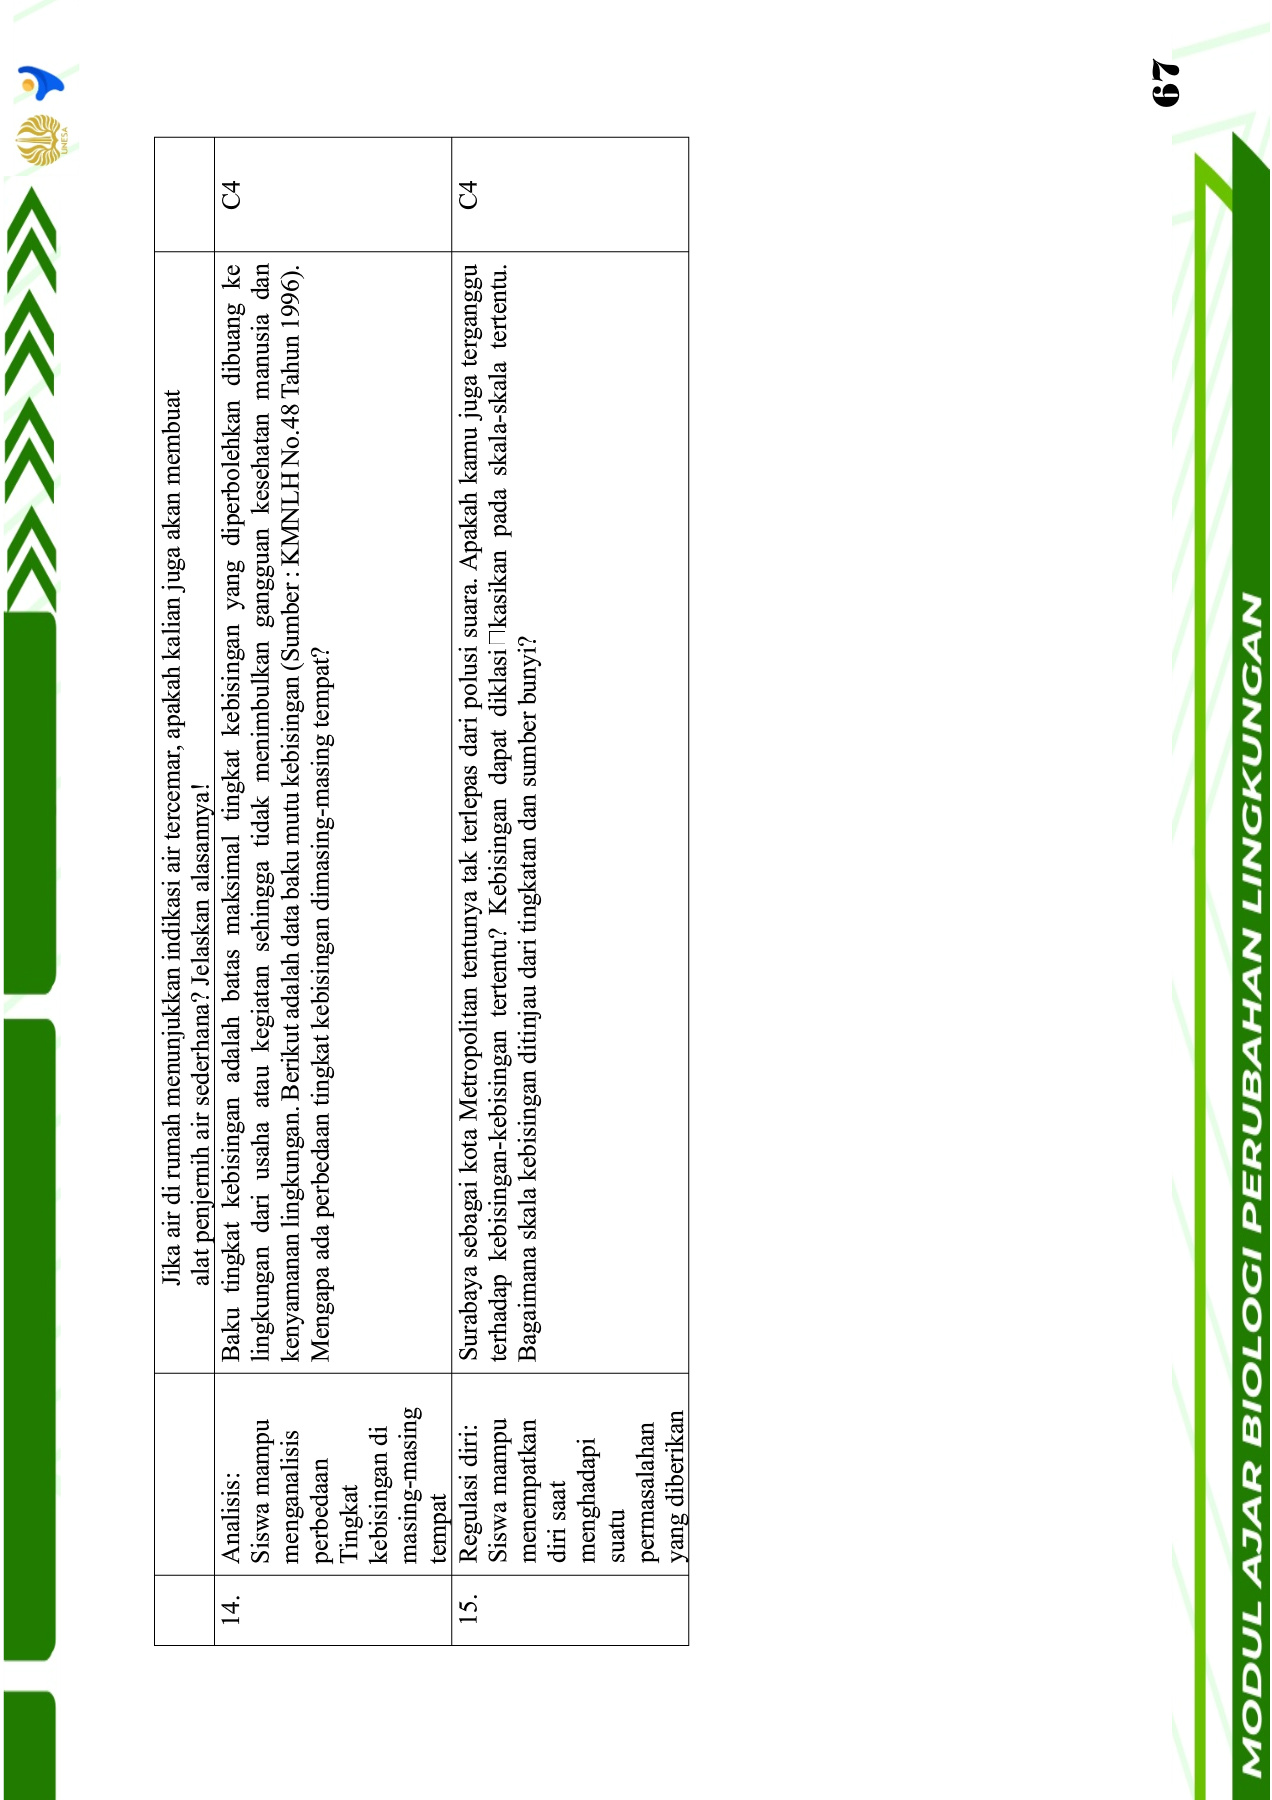 UNESA
Jika air di rumah menunjukkan indikasi air tercemar, apakah kalian juga akan membuat
alat penjernih air sederhana? Jelaskan alasannya!
14.
Analisis:
Siswa mampu
menganalisis
perbedaan
Tingkat
kebisingan di
masing-masing
tempat
Baku tingkat kebisingan adalah batas maksimal tingkat kebisingan yang diperbolehkan dibuang ke
lingkungan dari usaha atau kegiatan sehingga tidak menimbulkan gangguan kesehatan manusia dan
kenyamanan lingkungan. Berikut adalah data baku mutu kebisingan (Sumber : KMNLH No.48 Tahun 1996).
Mengapa ada perbedaan tingkat kebisingan dimasing-masing tempat?
C4
15.
Regulasi diri:
Siswa mampu
menempatkan
diri saat
menghadapi
suatu
permasalahan
yang diberikan
Surabaya sebagai kota Metropolitan tentunya tak terlepas dari polusi suara. Apakah kamu juga terganggu
terhadap kebisingan-kebisingan tertentu? Kebisingan dapat diklasi□kasikan pada skala-skala tertentu.
Bagaimana skala kebisingan ditinjau dari tingkatan dan sumber bunyi?
C4
67
MODUL AJAR BIOLOGI PERUBAHAN LINGKUNGAN